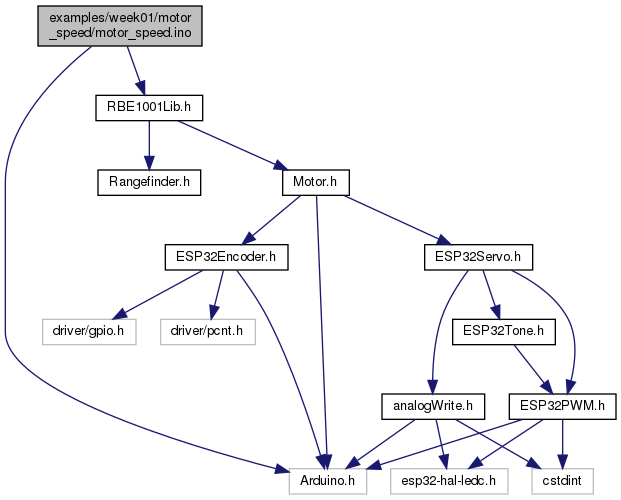 examples/week01/motor
_speed/motor_speed.ino
RBE1001Lib.h
Rangefinder.h
Motor.h
ESP32Encoder.h
ESP32Servo.h
driver/gpio.h
driver/pcnt.h
ESP32Tone.h
analogWrite.h
ESP32PWM.h
Arduino.h
esp32-hal-ledc.h
cstdint